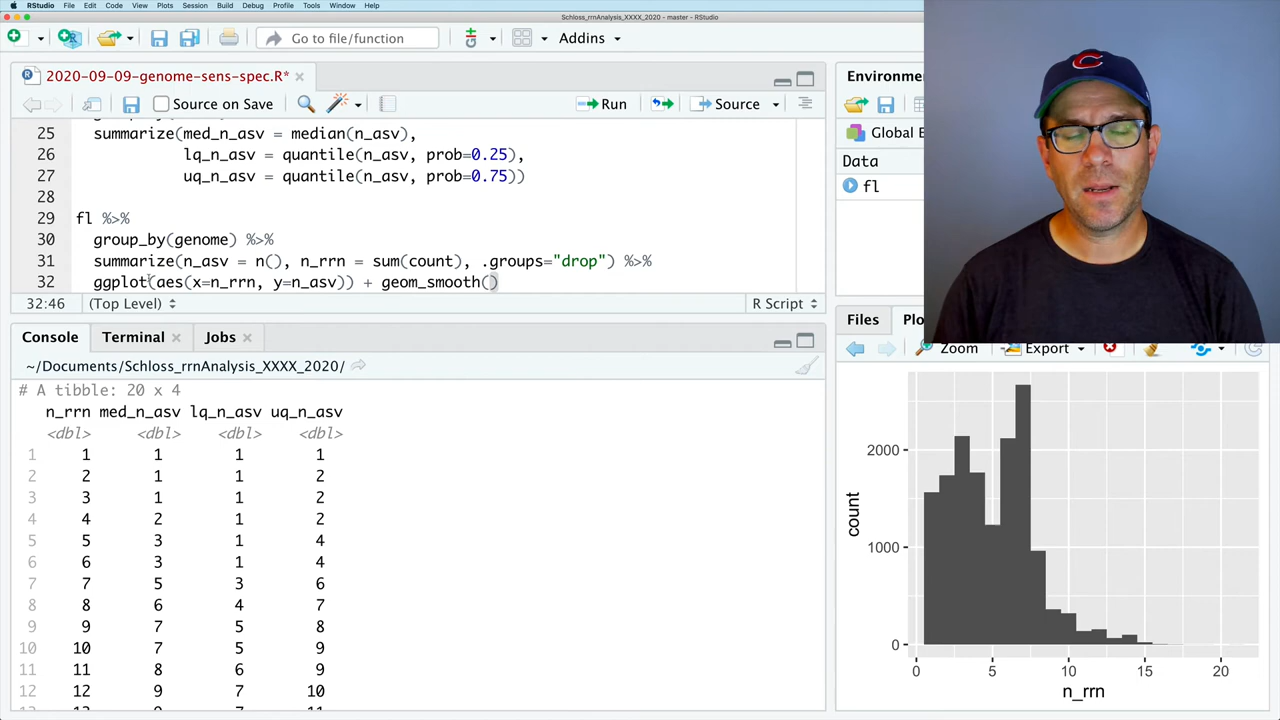 RStudio File Edit Code View Plots Session Build Debug Profile Tools Window Help
Schloss_rrnAnalysis_XXXX_2020 - master - RStudio
Go to file/function
Addins
2020-09-09-genome-sens-spec.R*
Source on Save
Run
Source
25 summarize(med_n_asv = median(n_asv),
26 lq_n_asv = quantile(n_asv, prob=0.25),
27 uq_n_asv = quantile(n_asv, prob=0.75))
28
29 fl %>%
30 group_by(genome) %>%
31 summarize(n_asv = n(), n_rrn = sum(count), .groups="drop") %>%
32 ggplot(aes(x=n_rrn, y=n_asv)) + geom_smooth()
32:46 (Top Level) R Script
Console Terminal Jobs
~/Documents/Schloss_rrnAnalysis_XXXX_2020/
# A tibble: 20 x 4
n_rrn med_n_asv lq_n_asv uq_n_asv
<dbl> <dbl> <dbl> <dbl>
1 1 1 1 1
2 2 1 1 2
3 3 1 1 2
4 4 2 1 2
5 5 3 1 4
6 6 3 1 4
7 7 5 3 6
8 8 6 4 7
9 9 7 5 8
10 10 7 5 9
11 11 8 6 9
12 12 9 7 10
Environme
Global E
Data
fl
C
Files Plo
Zoom Export
2000
1000
0
count
0 5 10 15 20
n_rrn